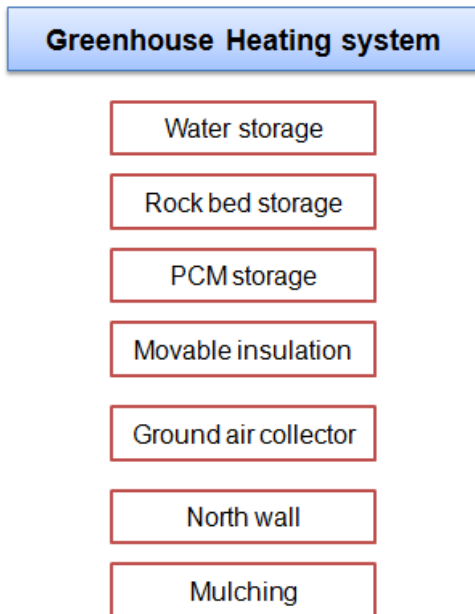 Greenhouse Heating system
Water storage
Rock bed storage
PCM storage
Movable insulation
Ground air collector
North wall
Mulching